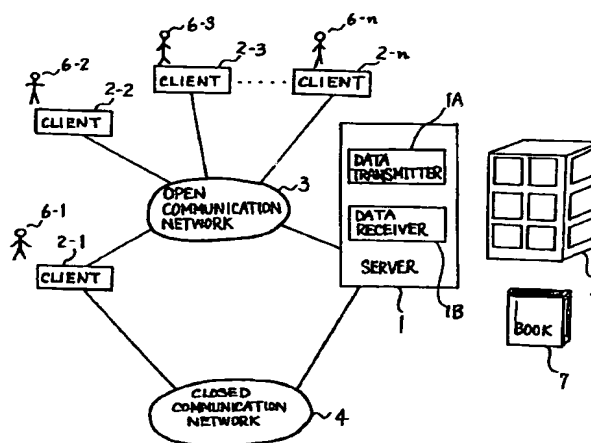 6-3
6-n
6-2
2-3
2-n
CLIENT
CLIENT
2-2
CLIENT
1A
DATA TRANSMITTER
3
OPEN COMMUNICATION NETWORK
6-1
DATA RECEIVER
2-1
CLIENT
SERVER
1
1B
BOOK
7
CLOSED COMMUNICATION NETWORK
4